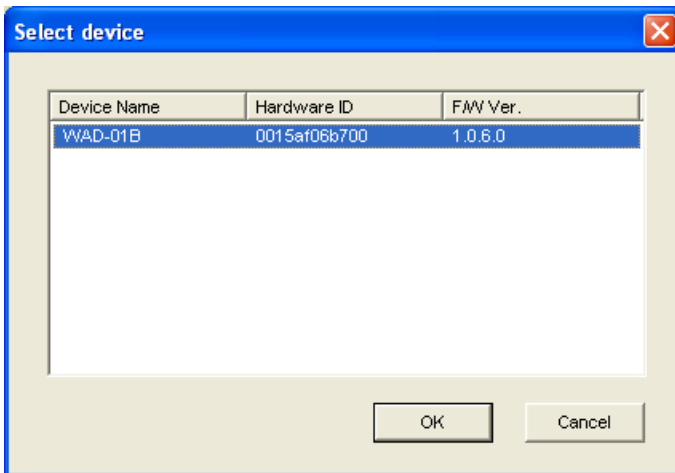 Select device
Device Name Hardware ID F/W Ver.
WAD-01B 0015af06b700 1.0.6.0
OK Cancel